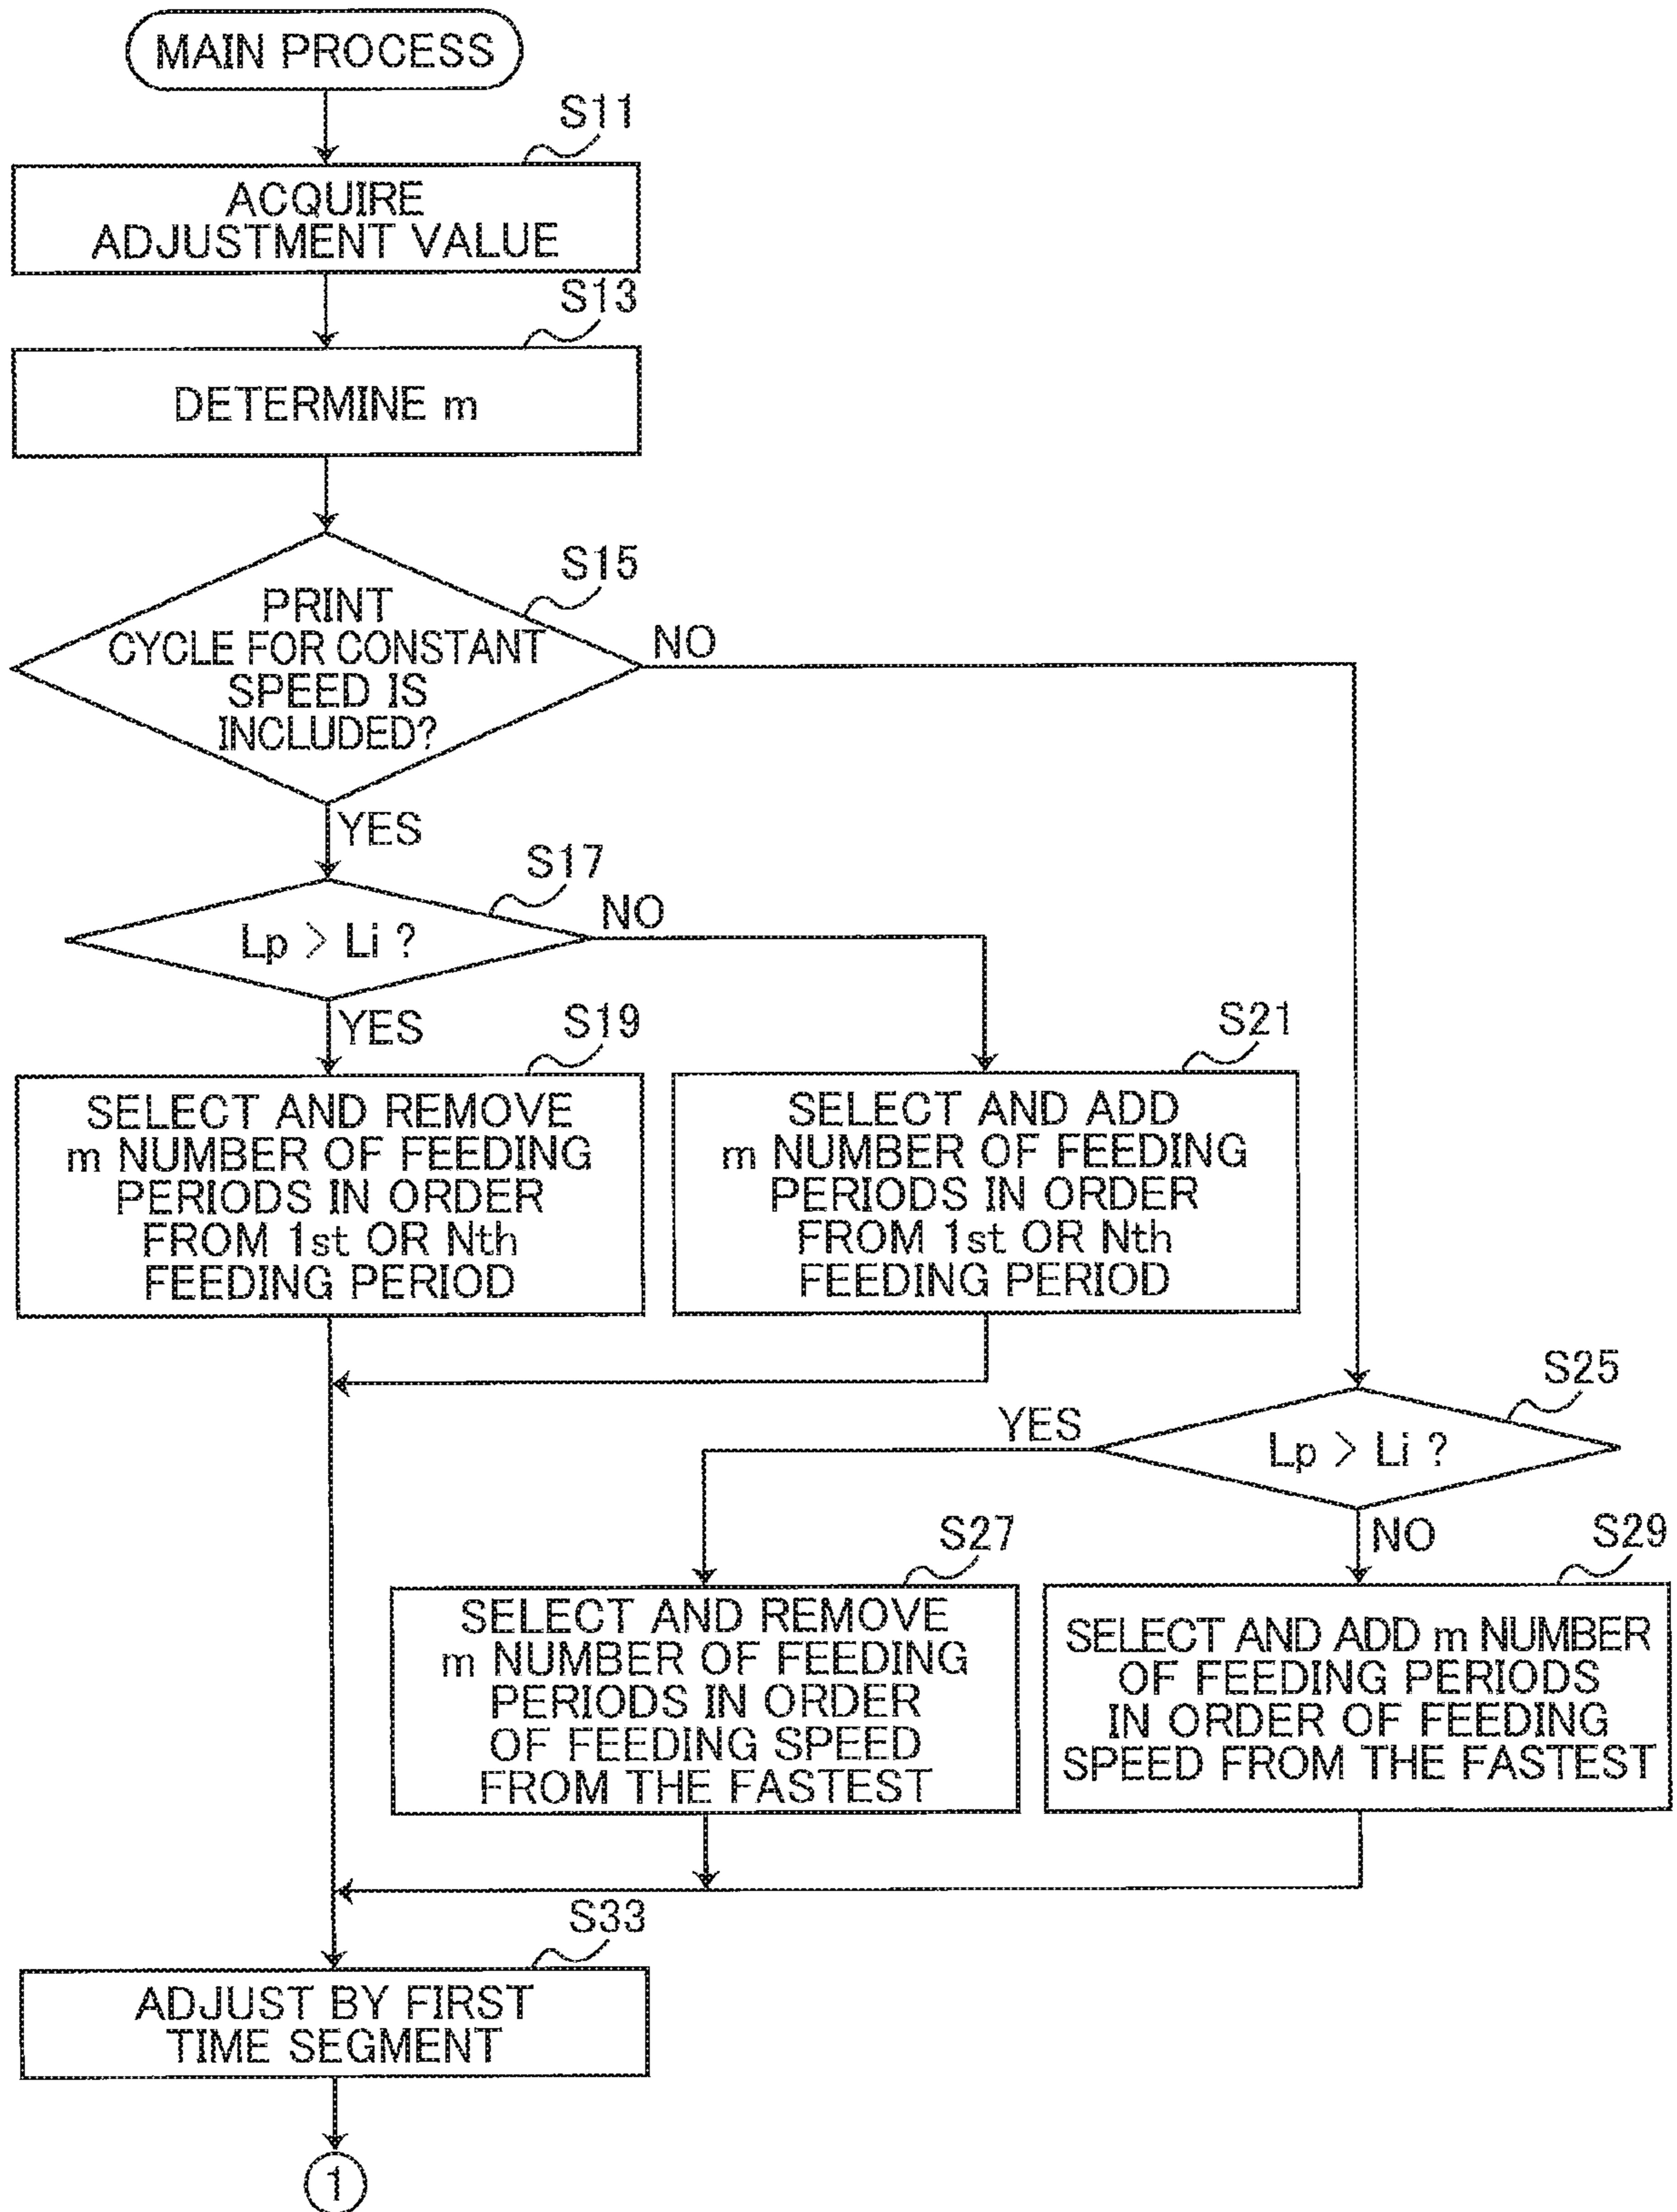 MAIN PROCESS
S11
ACQUIRE
ADJUSTMENT VALUE
S13
DETERMINE m
S15
PRINT
CYCLE FOR CONSTANT
SPEED IS
INCLUDED?
NO
YES
S17
Lp > Li ?
NO
YES
S19
SELECT AND REMOVE
m NUMBER OF FEEDING
PERIODS IN ORDER
FROM 1st OR Nth
FEEDING PERIOD
S21
SELECT AND ADD
m NUMBER OF FEEDING
PERIODS IN ORDER
FROM 1st OR Nth
FEEDING PERIOD
S25
Lp > Li ?
YES
NO
S27
SELECT AND REMOVE
m NUMBER OF FEEDING
PERIODS IN ORDER
OF FEEDING SPEED
FROM THE FASTEST
S29
SELECT AND ADD m NUMBER
OF FEEDING PERIODS
IN ORDER OF FEEDING
SPEED FROM THE FASTEST
S33
ADJUST BY FIRST
TIME SEGMENT
1